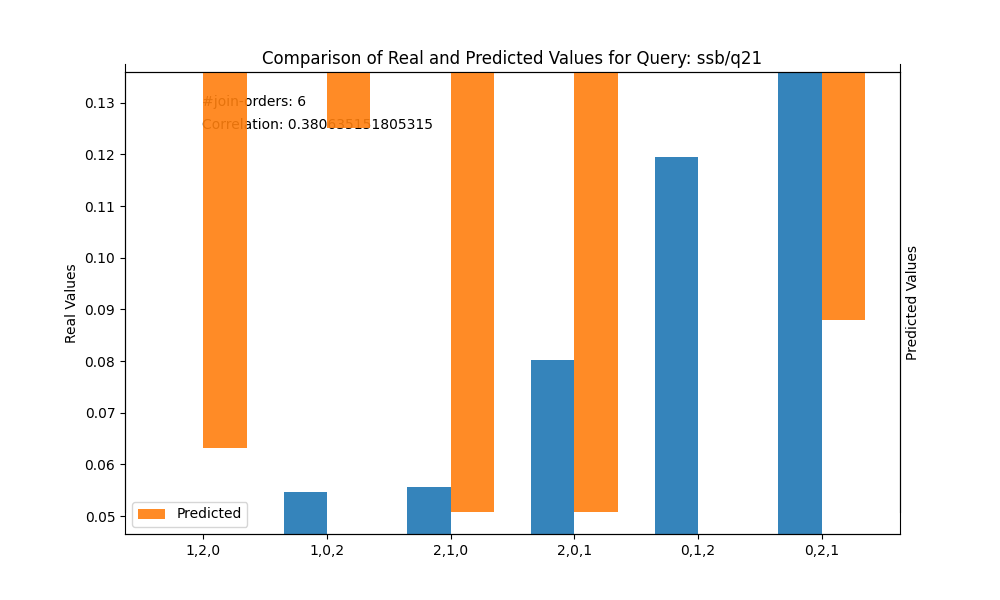 Comparison of Real and Predicted Values for Query: ssb/q21
#join-orders: 6
Correlation: 0.380635151805315
0.13
0.12
0.11
0.10
0.09
0.08
0.07
0.06
0.05
Real Values
Predicted Values
Predicted
1,2,0
1,0,2
2,1,0
2,0,1
0,1,2
0,2,1